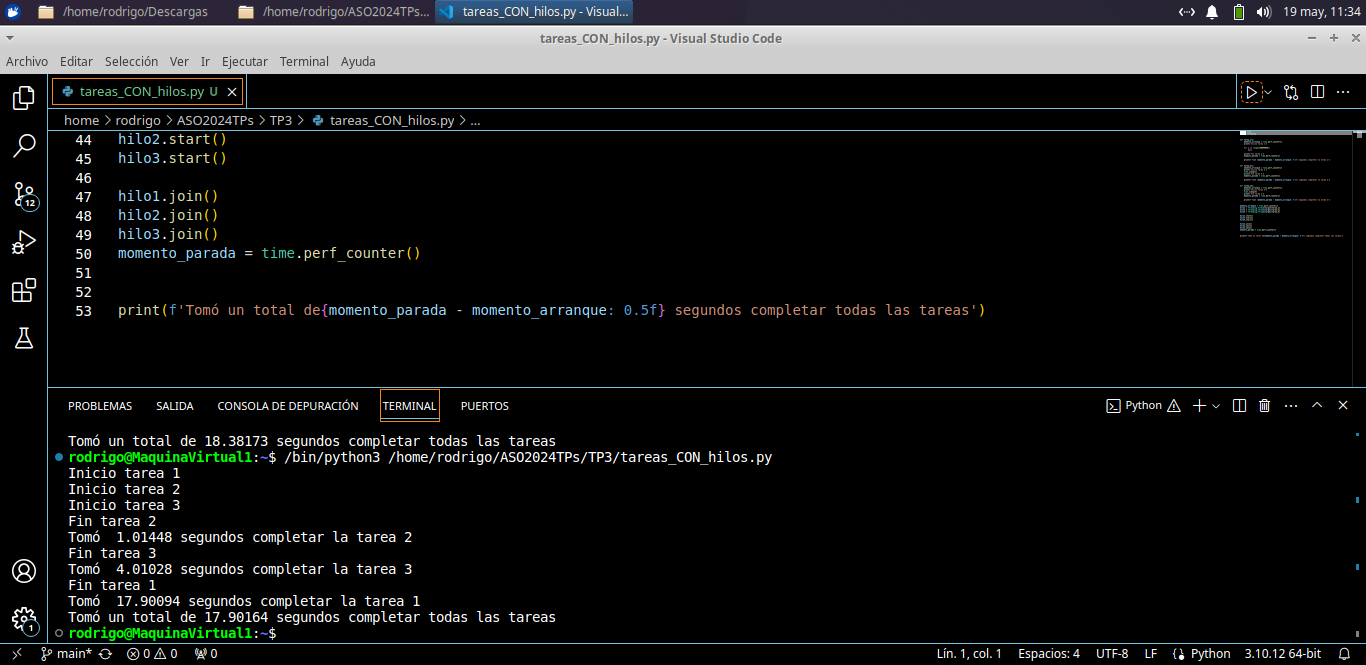 /home/rodrigo/Descargas /home/rodrigo/ASO2024TPs... tareas_CON_hilos.py - Visual... 19 may, 11:34
tareas_CON_hilos.py - Visual Studio Code
Archivo Editar Selección Ver Ir Ejecutar Terminal Ayuda
tareas_CON_hilos.py U
home > rodrigo > ASO2024TPs > TP3 > tareas_CON_hilos.py > ...
44 hilo2.start()
45 hilo3.start()
46
47 hilo1.join()
48 hilo2.join()
49 hilo3.join()
50 momento_parada = time.perf_counter()
51
52
53 print(f'Tomó un total de{momento_parada - momento_arranque: 0.5f} segundos completar todas las tareas')
12
PROBLEMAS SALIDA CONSOLA DE DEPURACIÓN TERMINAL PUERTOS Python
Tomó un total de 18.38173 segundos completar todas las tareas
rodrigo@MaquinaVirtual1:~$ /bin/python3 /home/rodrigo/ASO2024TPs/TP3/tareas_CON_hilos.py
Inicio tarea 1
Inicio tarea 2
Inicio tarea 3
Fin tarea 2
Tomó  1.01448 segundos completar la tarea 2
Fin tarea 3
Tomó  4.01028 segundos completar la tarea 3
Fin tarea 1
Tomó  17.90094 segundos completar la tarea 1
Tomó un total de 17.90164 segundos completar todas las tareas
rodrigo@MaquinaVirtual1:~$
1
main* 0 0 0 Lín. 1, col. 1 Espacios: 4 UTF-8 LF Python 3.10.12 64-bit